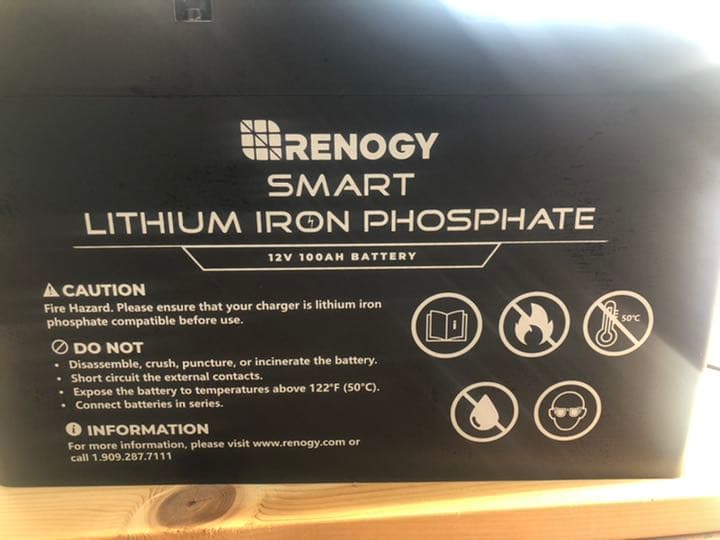 RENOGY
SMART
LITHIUM IRON PHOSPHATE
12V 100AH BATTERY
CAUTION
Fire Hazard. Please ensure that your charger is lithium iron
phosphate compatible before use.
DO NOT
• Disassemble, crush, puncture, or incinerate the battery.
• Short circuit the external contacts.
• Expose the battery to temperatures above 122°F (50°C).
• Connect batteries in series.
INFORMATION
For more information, please visit www.renogy.com or
call 1.909.287.7111
50°C